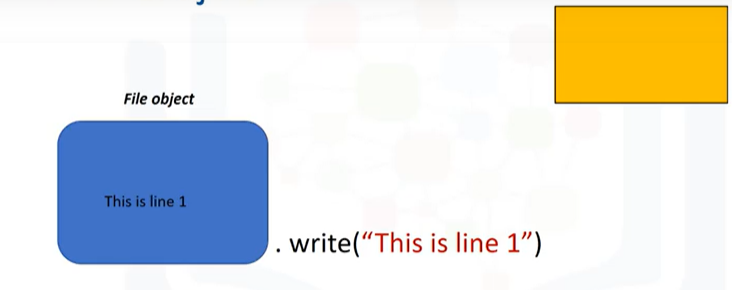 File object
This is line 1
. write(“This is line 1”)